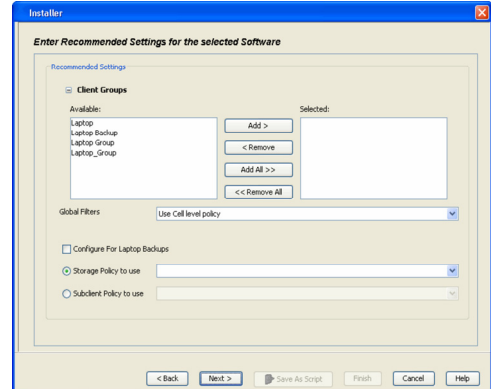 Installer
Enter Recommended Settings for the selected Software
Recommended Settings
Client Groups
Available:
Selected:
Laptop
Laptop Backup
Laptop Group
Laptop_Group
Add >
< Remove
Add All >>
<< Remove All
Global Filters
Use Cell level policy
Configure For Laptop Backups
Storage Policy to use
Subclient Policy to use
< Back
Next >
Save As Script
Finish
Cancel
Help